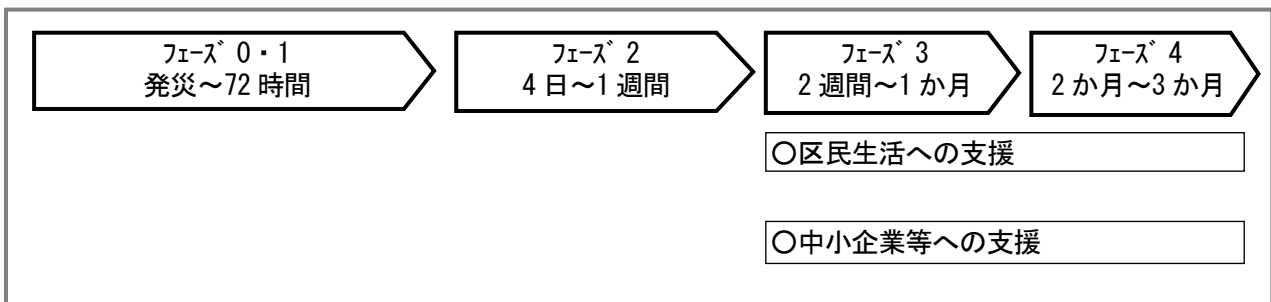 ﾌｪｰｽﾞ 0・1
発災～72 時間
ﾌｪｰｽﾞ 2
4 日～1 週間
ﾌｪｰｽﾞ 3
2 週間～1 か月
ﾌｪｰｽﾞ 4
2 か月～3 か月
○区民生活への支援
○中小企業等への支援